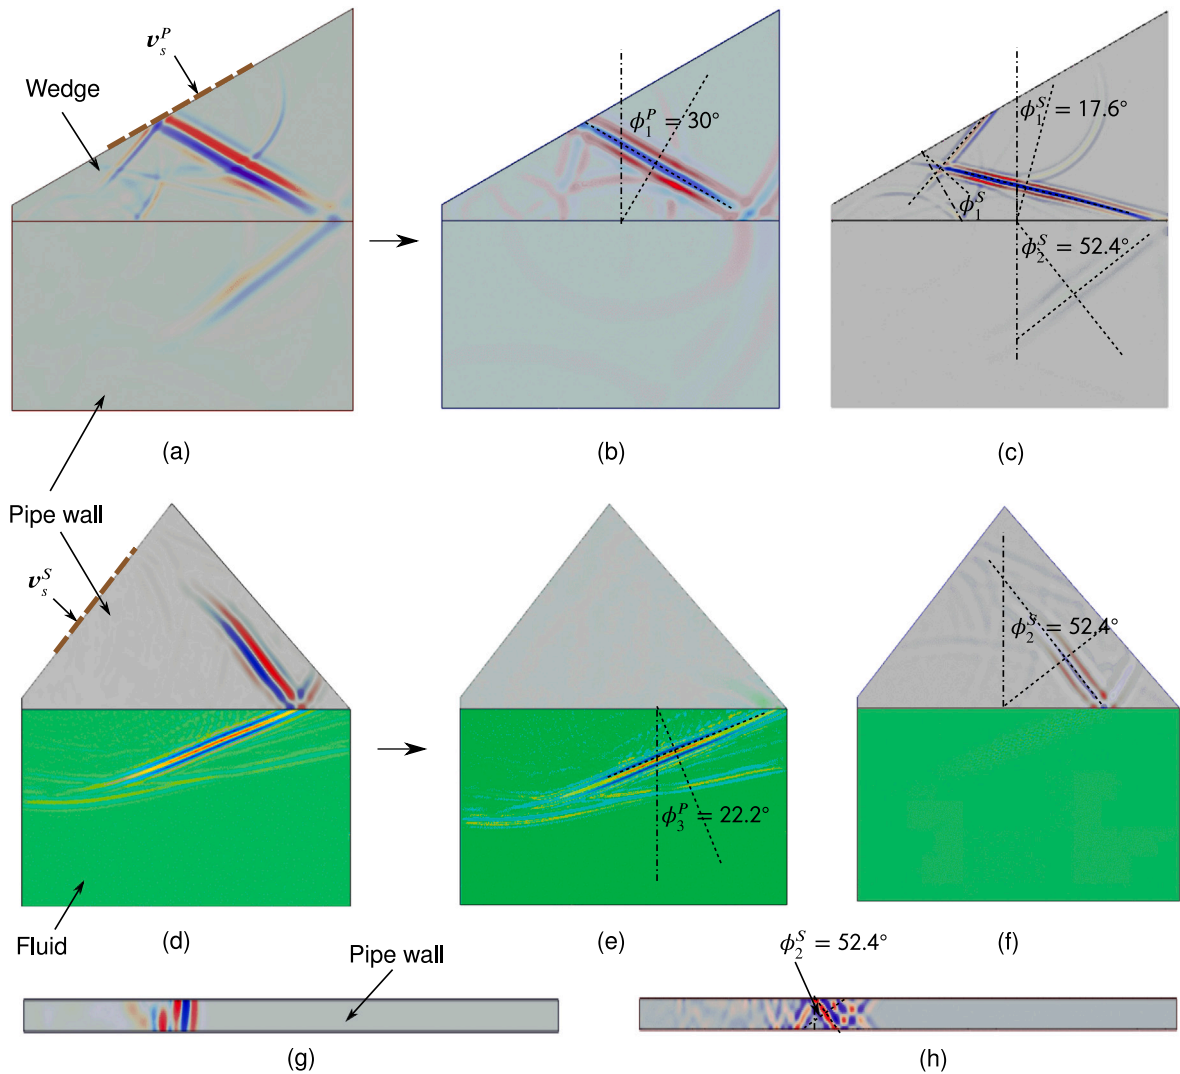 v_s^P
Wedge
ϕ_1^P = 30°
ϕ_1^S = 17.6°
ϕ_1^S
ϕ_2^S = 52.4°
(a)
(b)
(c)
Pipe wall
v_s^S
ϕ_2^S = 52,4°
ϕ_3^P = 22.2°
Fluid
(d)
(e)
(f)
ϕ_2^S = 52.4°
Pipe wall
(g)
(h)